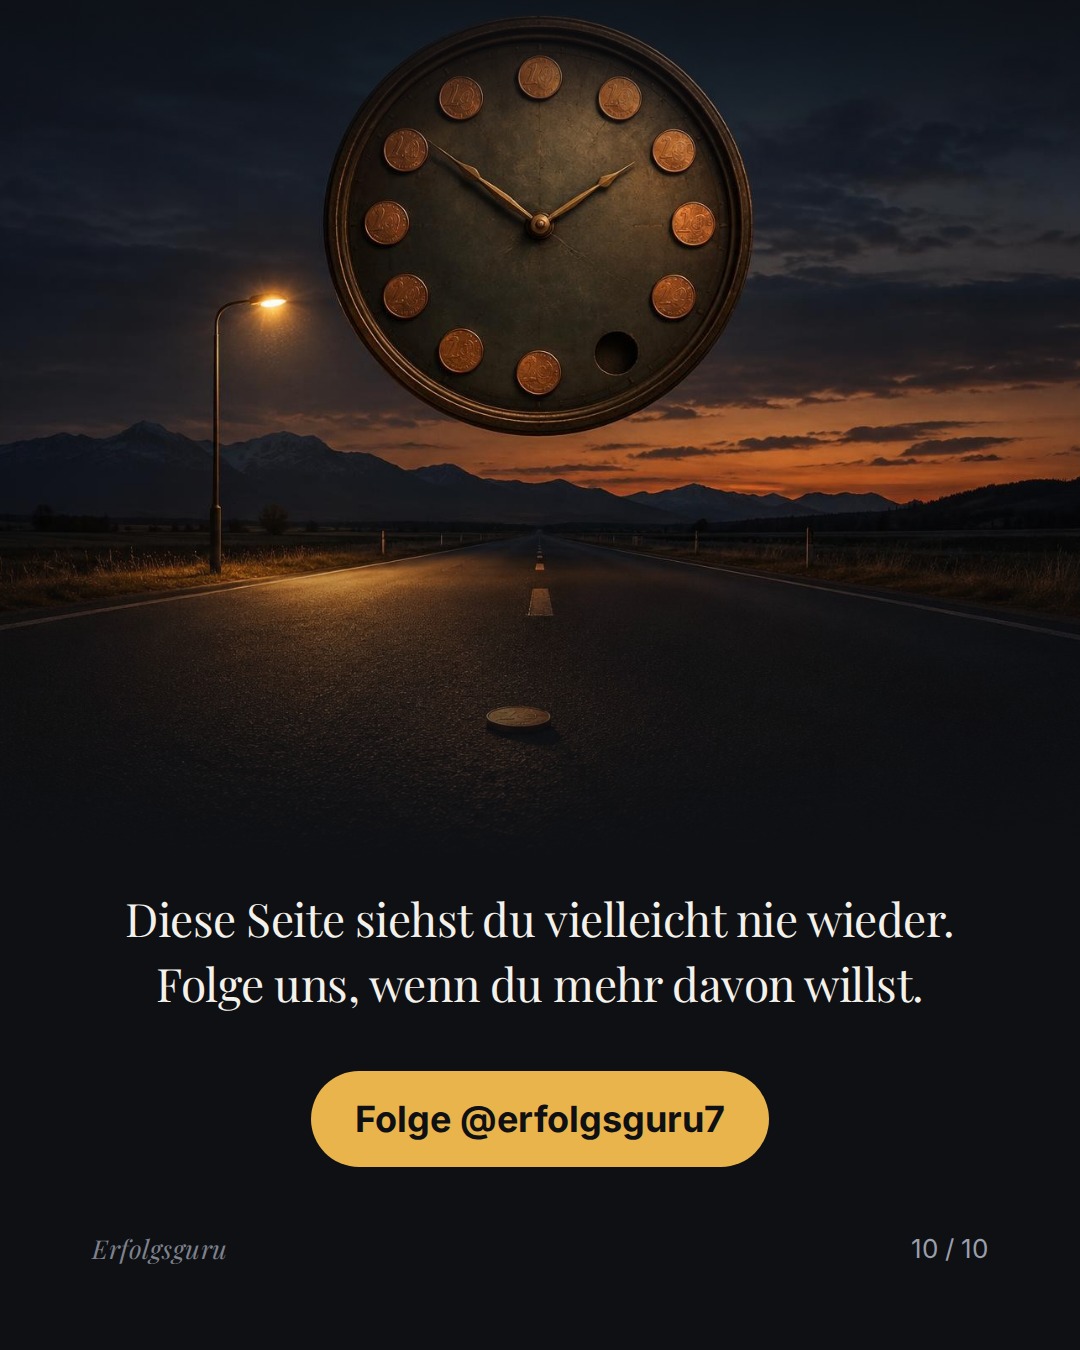 Diese Seite siehst du vielleicht nie wieder.
Folge uns, wenn du mehr davon willst.
Folge @erfolgsguru7
Erfolgsguru
10 / 10